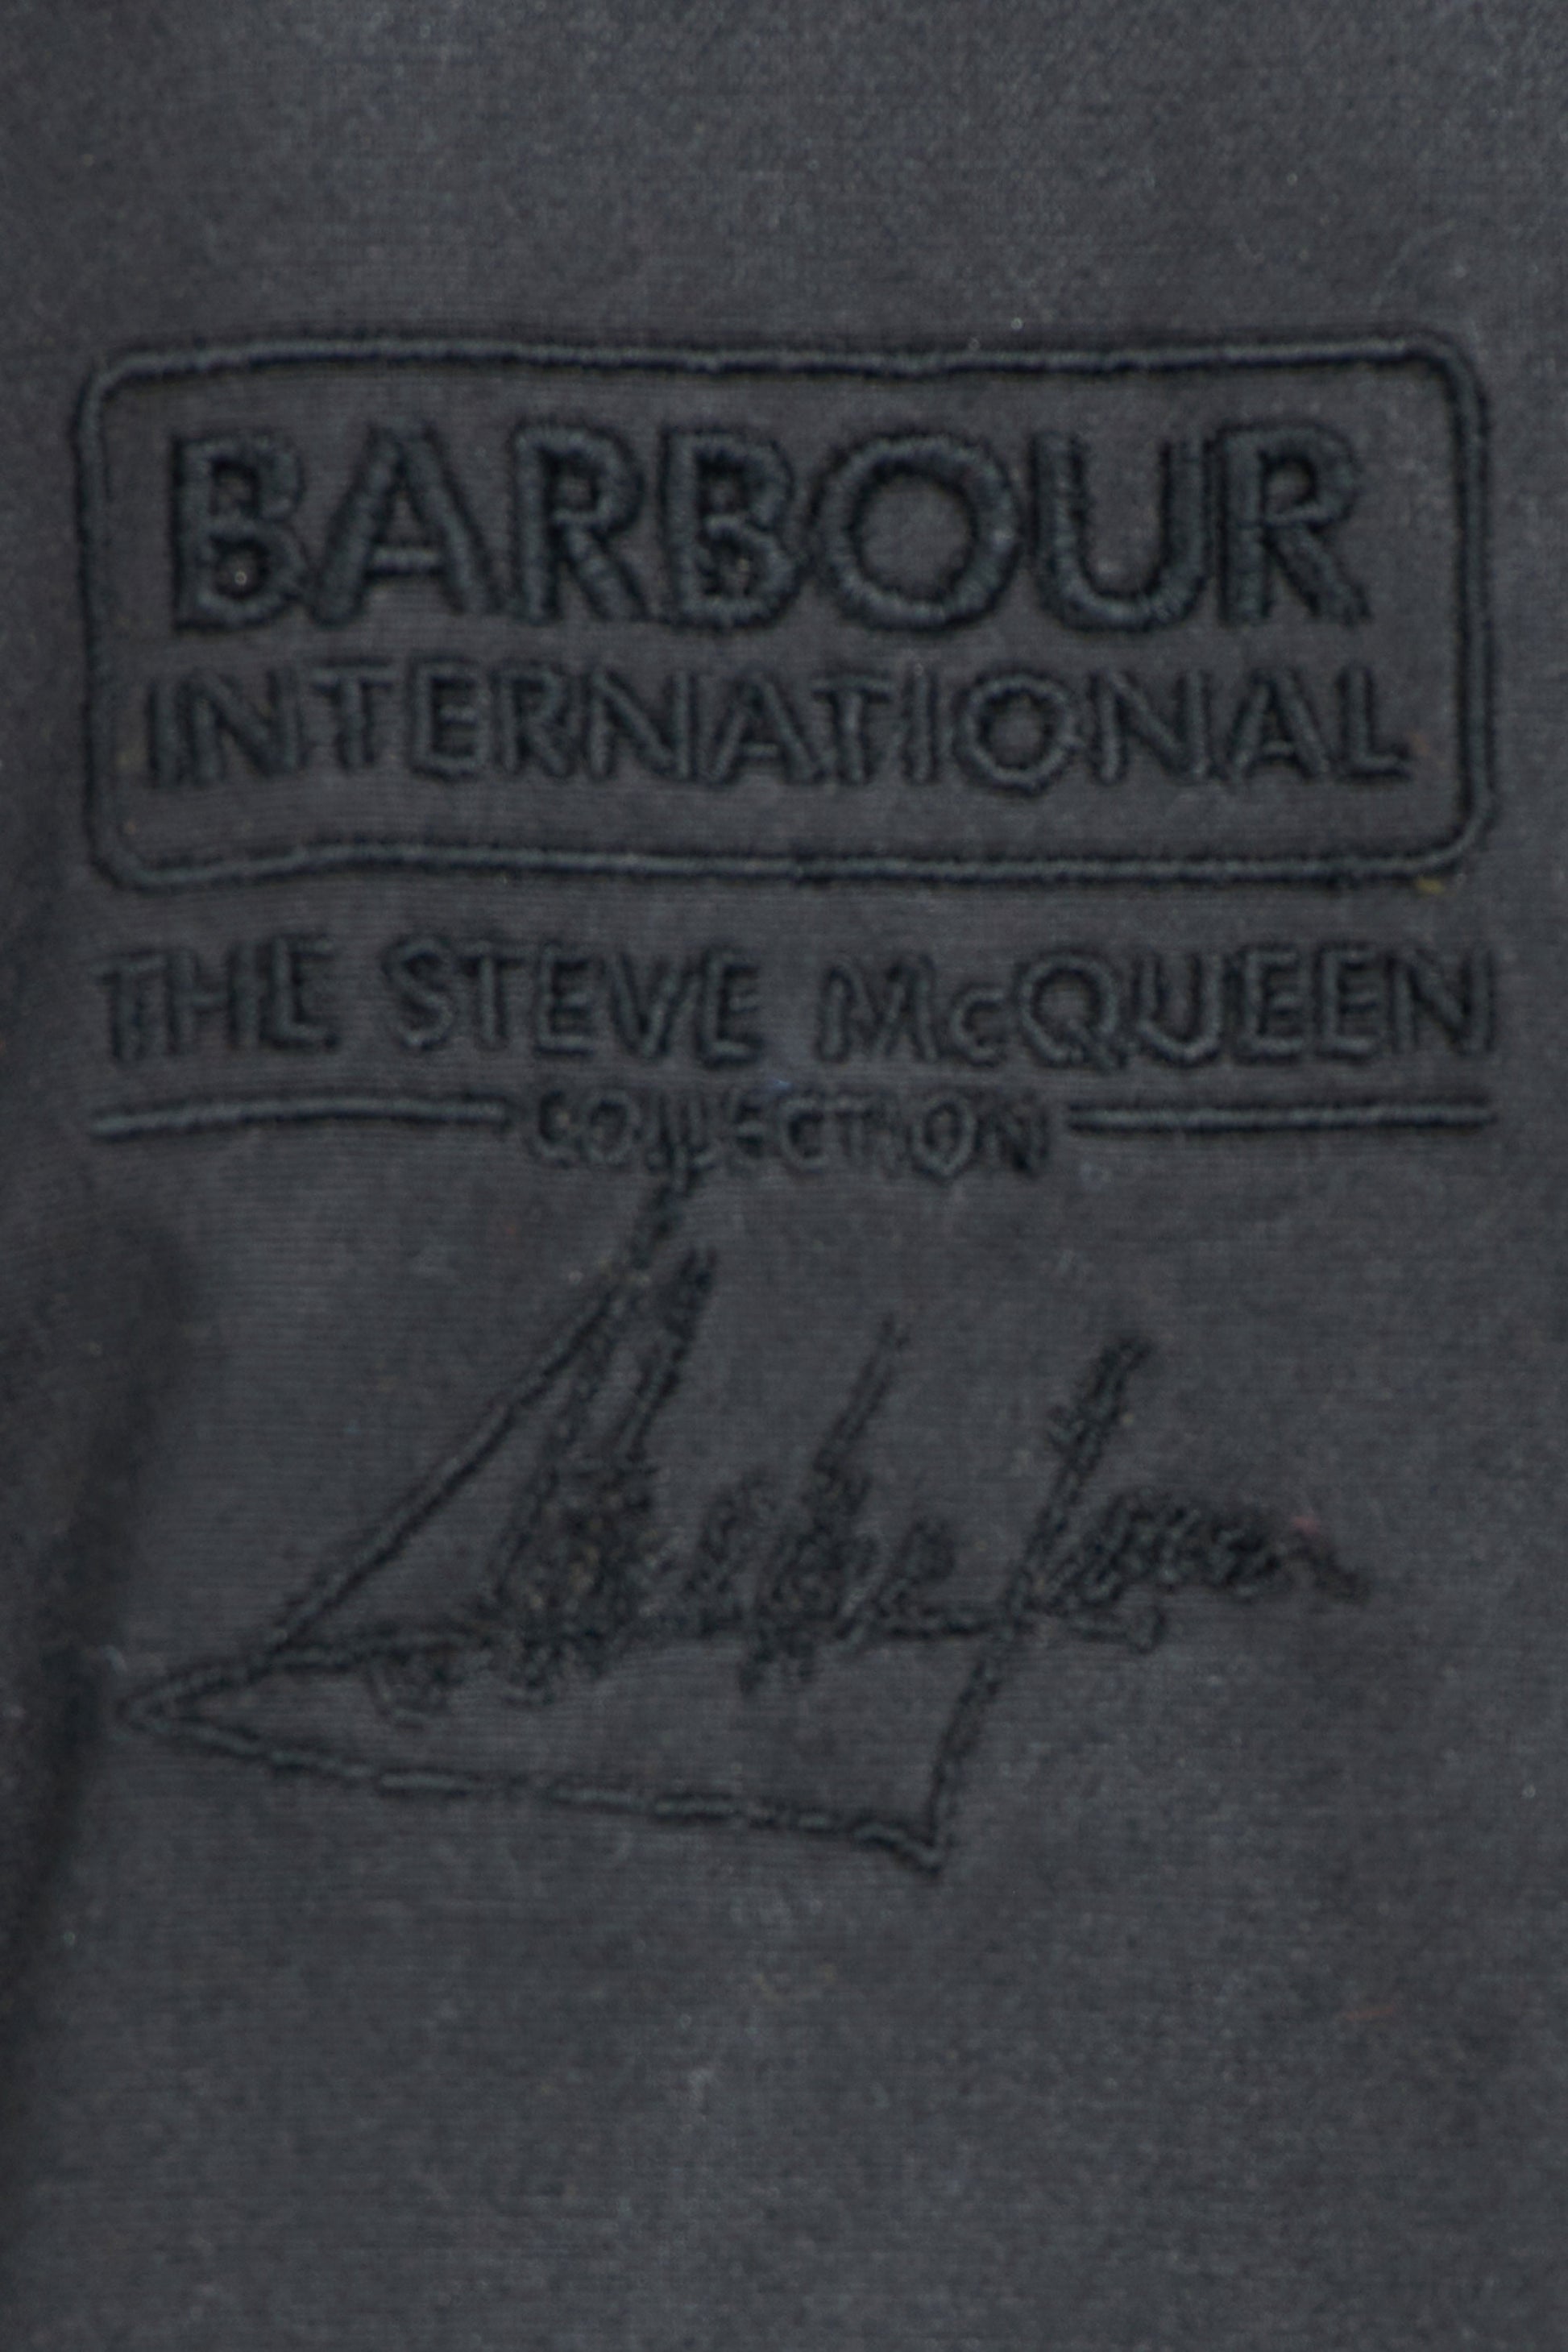 BARBOUR
INTERNATIONAL
THE STEVE McQUEEN
COLLECTION